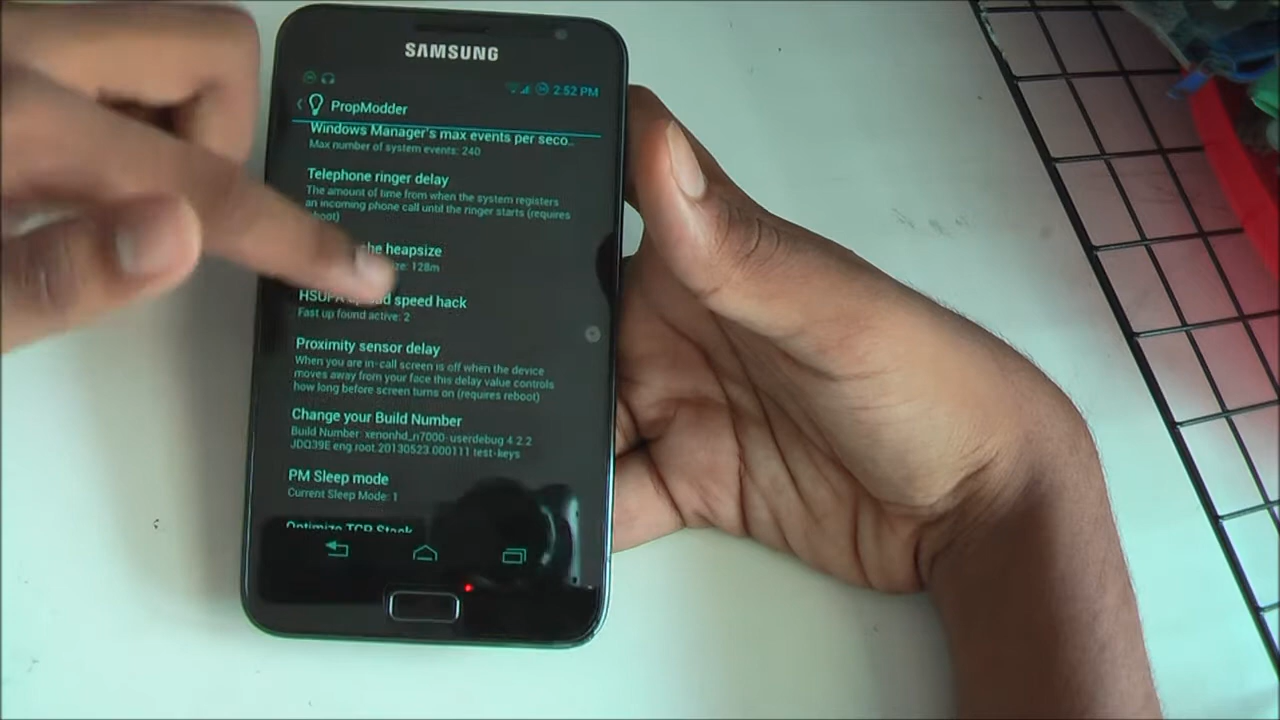 SAMSUNG
2:52 PM
PropModder
Windows Manager's max events per seco..
Max number of system events: 240
Telephone ringer delay
The amount of time from when the system registers
an incoming phone call until the ringer starts (requires
reboot)
heapsize
128m
HSUPA speed hack
Fast up found active: 2
Proximity sensor delay
When you are in-call screen is off when the device
moves away from your face this delay value controls
how long before screen turns on (requires reboot)
Change your Build Number
Build Number: xenonhd_n7000-userdebug 4.2.2
JDQ39E eng.root.20130523.000111 test-keys
PM Sleep mode
Current Sleep Mode: 1
Optimize TCP Stack